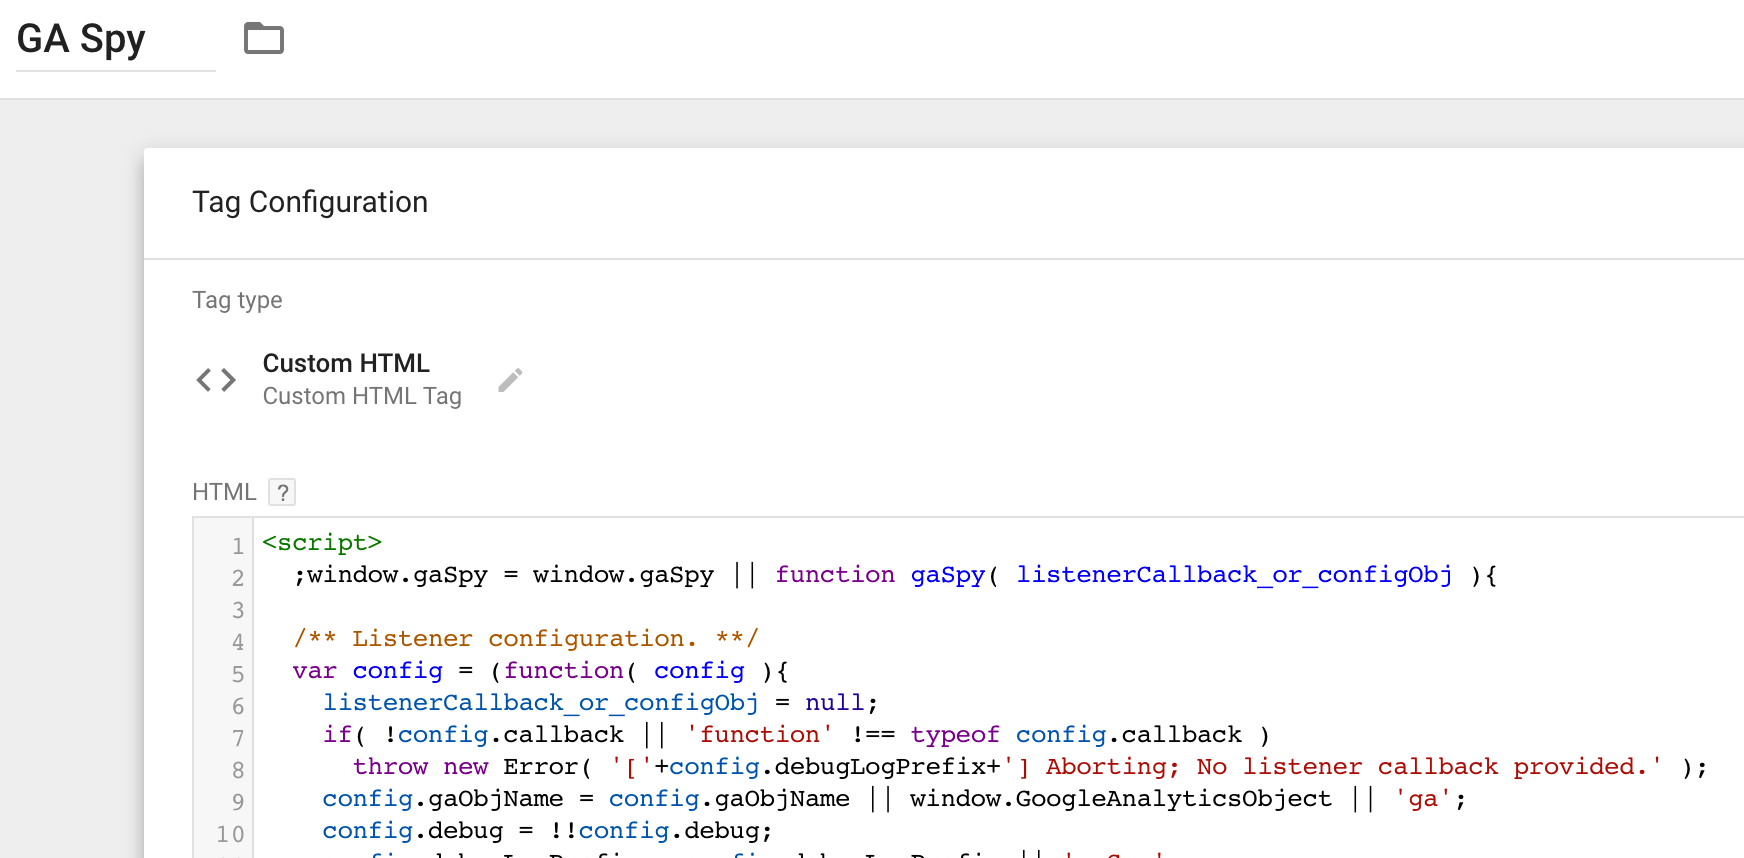 GA Spy
Tag Configuration
Tag type
Custom HTML
Custom HTML Tag
HTML ?
1 <script>
2 ;window.gaSpy = window.gaSpy || function gaSpy( listenerCallback_or_configObj ){
3
4 /** Listener configuration. **/
5 var config = (function( config ){
6 listenerCallback_or_configObj = null;
7 if( !config.callback || 'function' !== typeof config.callback )
8 throw new Error( '['+config.debugLogPrefix+'] Aborting; No listener callback provided.' );
9 config.gaObjName = config.gaObjName || window.GoogleAnalyticsObject || 'ga';
10 config.debug = !!config.debug;